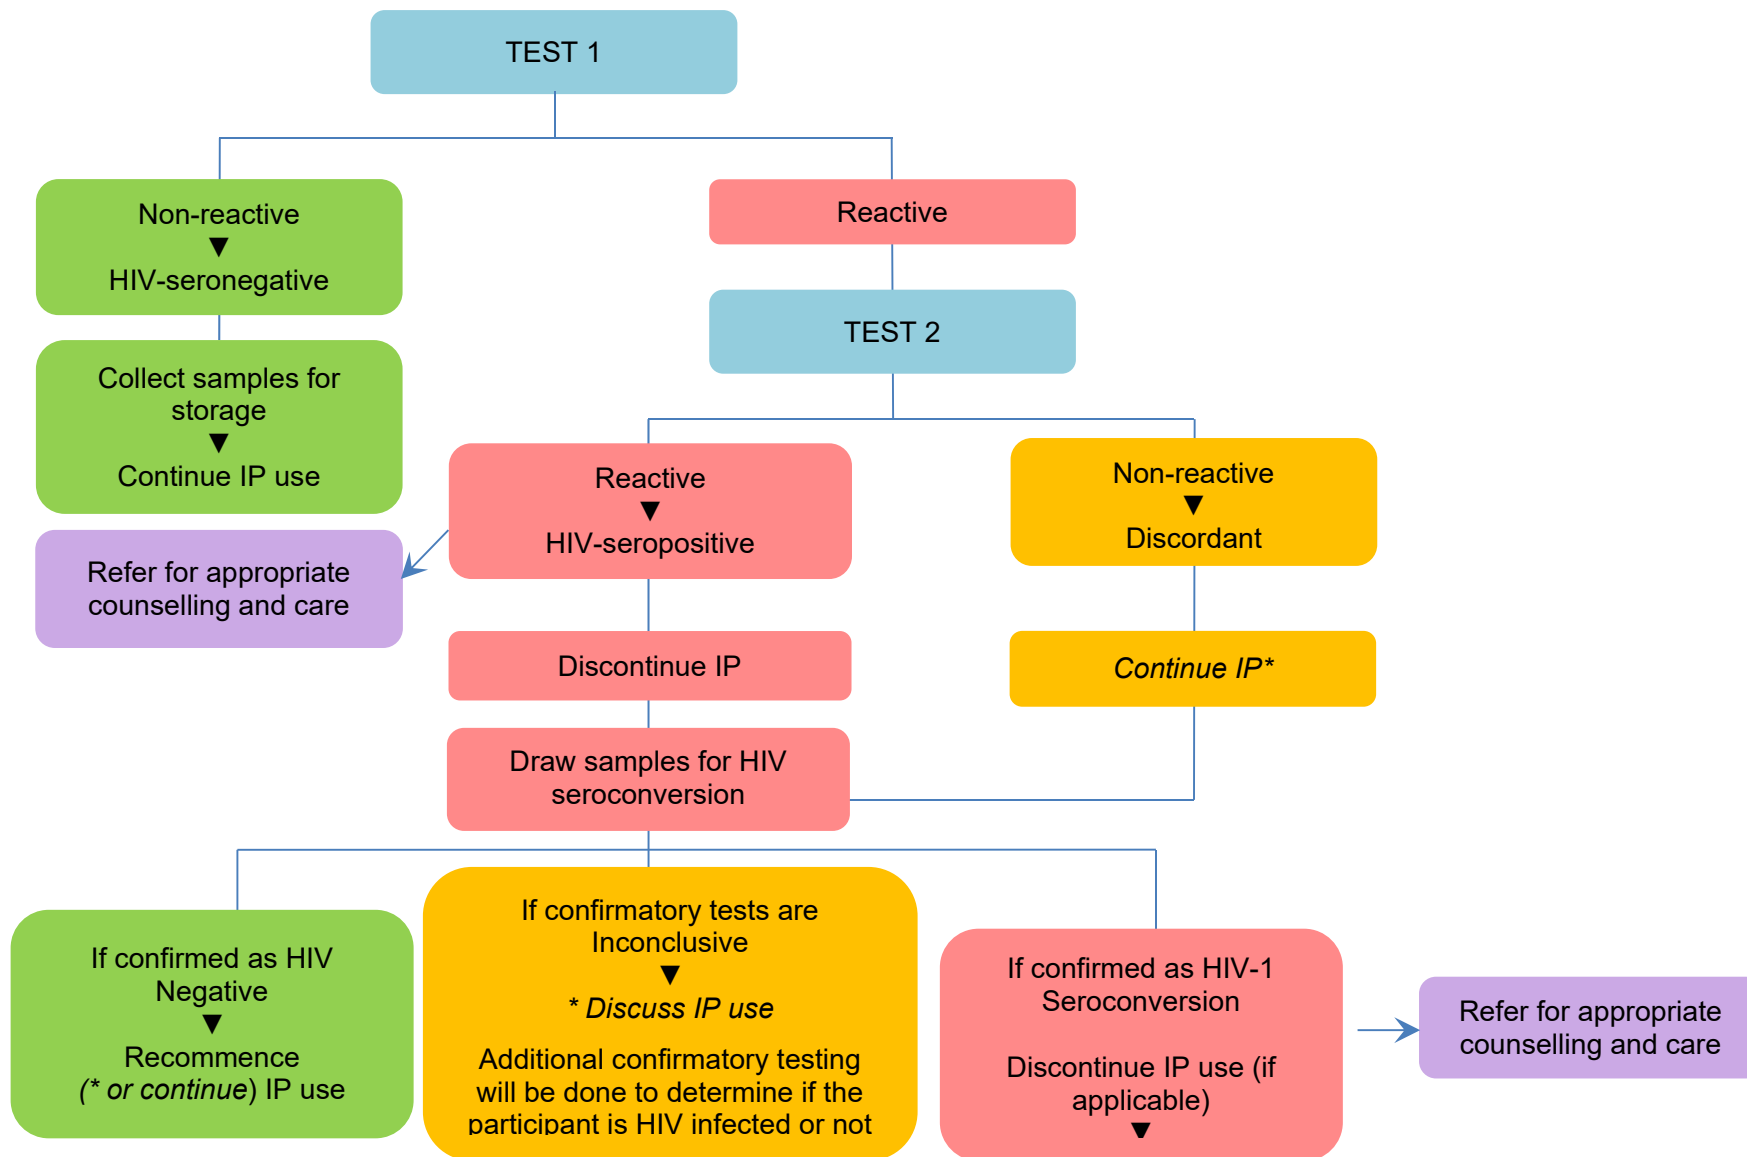 TEST 1
Non-reactive
▼
HIV-seronegative
Reactive
TEST 2
Collect samples for
storage
▼
Continue IP use
Reactive
▼
HIV-seropositive
Non-reactive
▼
Discordant
Refer for appropriate
counselling and care
Discontinue IP
Continue IP*
Draw samples for HIV
seroconversion
If confirmed as HIV
Negative
▼
Recommence
(* or continue) IP use
If confirmatory tests are
Inconclusive
▼
* Discuss IP use
Additional confirmatory testing
will be done to determine if the
participant is HIV infected or not
If confirmed as HIV-1
Seroconversion
Discontinue IP use (if
applicable)
▼
Refer for appropriate
counselling and care